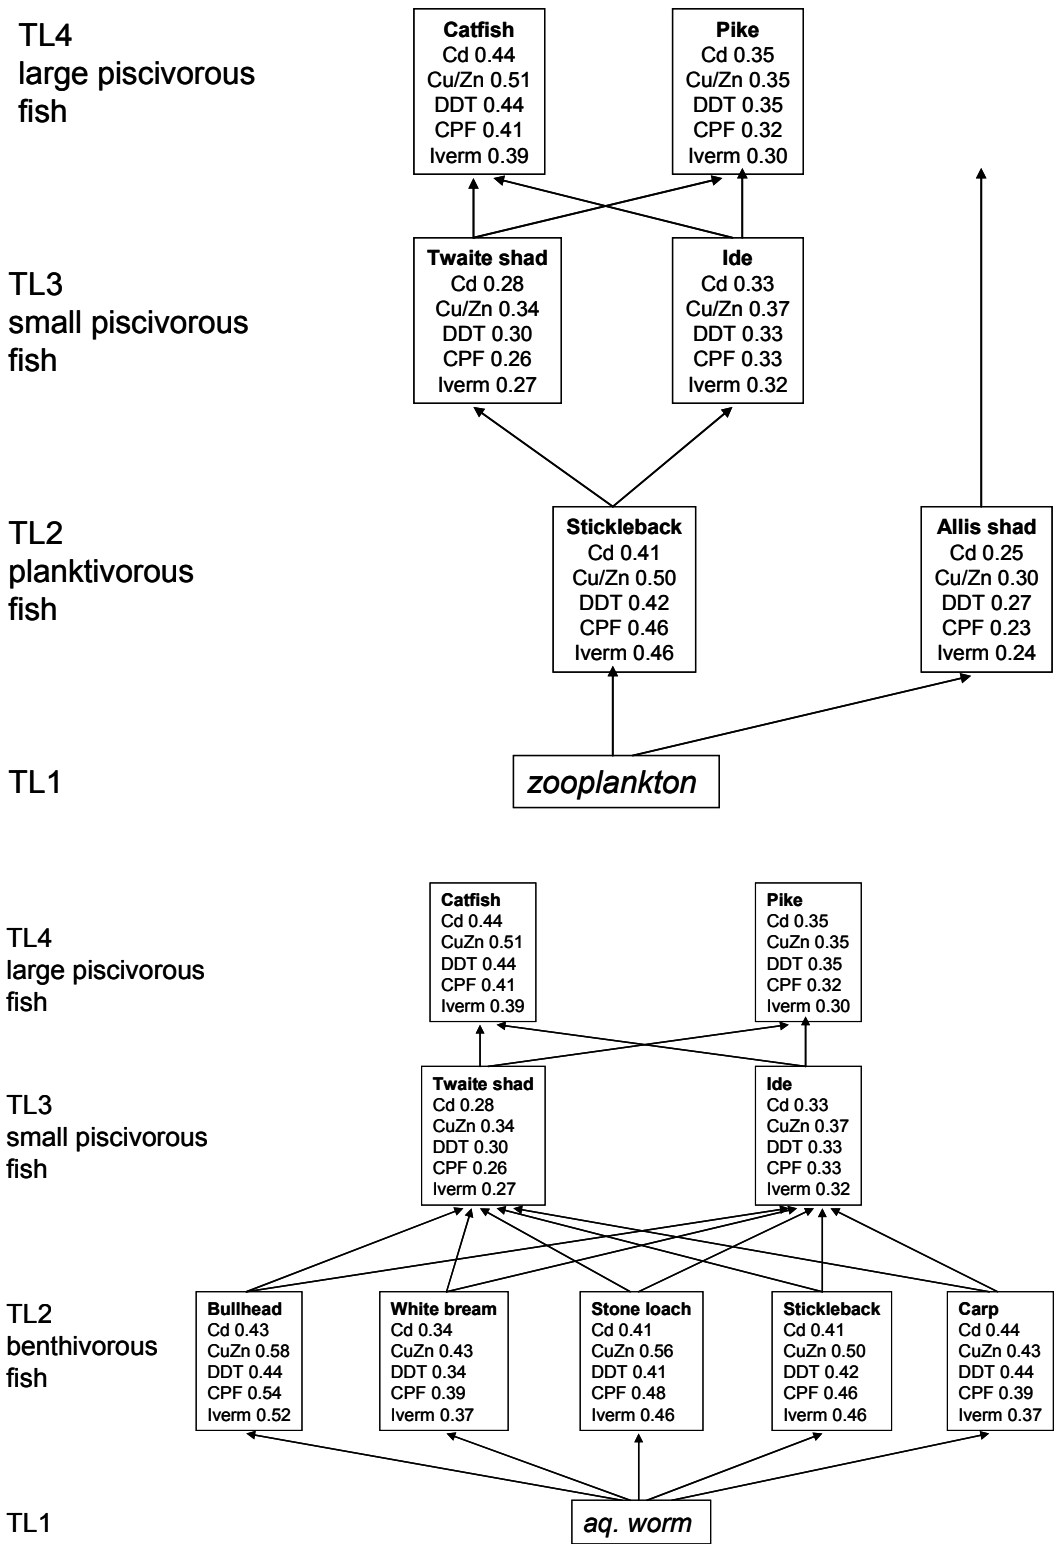 TL4
large piscivorous
fish
Catfish
Cd 0.44
Cu/Zn 0.51
DDT 0.44
CPF 0.41
Iverm 0.39
Pike
Cd 0.35
Cu/Zn 0.35
DDT 0.35
CPF 0.32
Iverm 0.30
TL3
small piscivorous
fish
Twaite shad
Cd 0.28
Cu/Zn 0.34
DDT 0.30
CPF 0.26
Iverm 0.27
Ide
Cd 0.33
Cu/Zn 0.37
DDT 0.33
CPF 0.33
Iverm 0.32
TL2
planktivorous
fish
Stickleback
Cd 0.41
Cu/Zn 0.50
DDT 0.42
CPF 0.46
Iverm 0.46
Allis shad
Cd 0.25
Cu/Zn 0.30
DDT 0.27
CPF 0.23
Iverm 0.24
TL1
zooplankton
TL4
large piscivorous
fish
Catfish
Cd 0.44
CuZn 0.51
DDT 0.44
CPF 0.41
Iverm 0.39
Pike
Cd 0.35
CuZn 0.35
DDT 0.35
CPF 0.32
Iverm 0.30
TL3
small piscivorous
fish
Twaite shad
Cd 0.28
CuZn 0.34
DDT 0.30
CPF 0.26
Iverm 0.27
Ide
Cd 0.33
CuZn 0.37
DDT 0.33
CPF 0.33
Iverm 0.32
TL2
benthivorous
fish
Bullhead
Cd 0.43
CuZn 0.58
DDT 0.44
CPF 0.54
Iverm 0.52
White bream
Cd 0.34
CuZn 0.43
DDT 0.34
CPF 0.39
Iverm 0.37
Stone loach
Cd 0.41
CuZn 0.56
DDT 0.41
CPF 0.48
Iverm 0.46
Stickleback
Cd 0.41
CuZn 0.50
DDT 0.42
CPF 0.46
Iverm 0.46
Carp
Cd 0.44
CuZn 0.43
DDT 0.44
CPF 0.39
Iverm 0.37
TL1
aq. worm